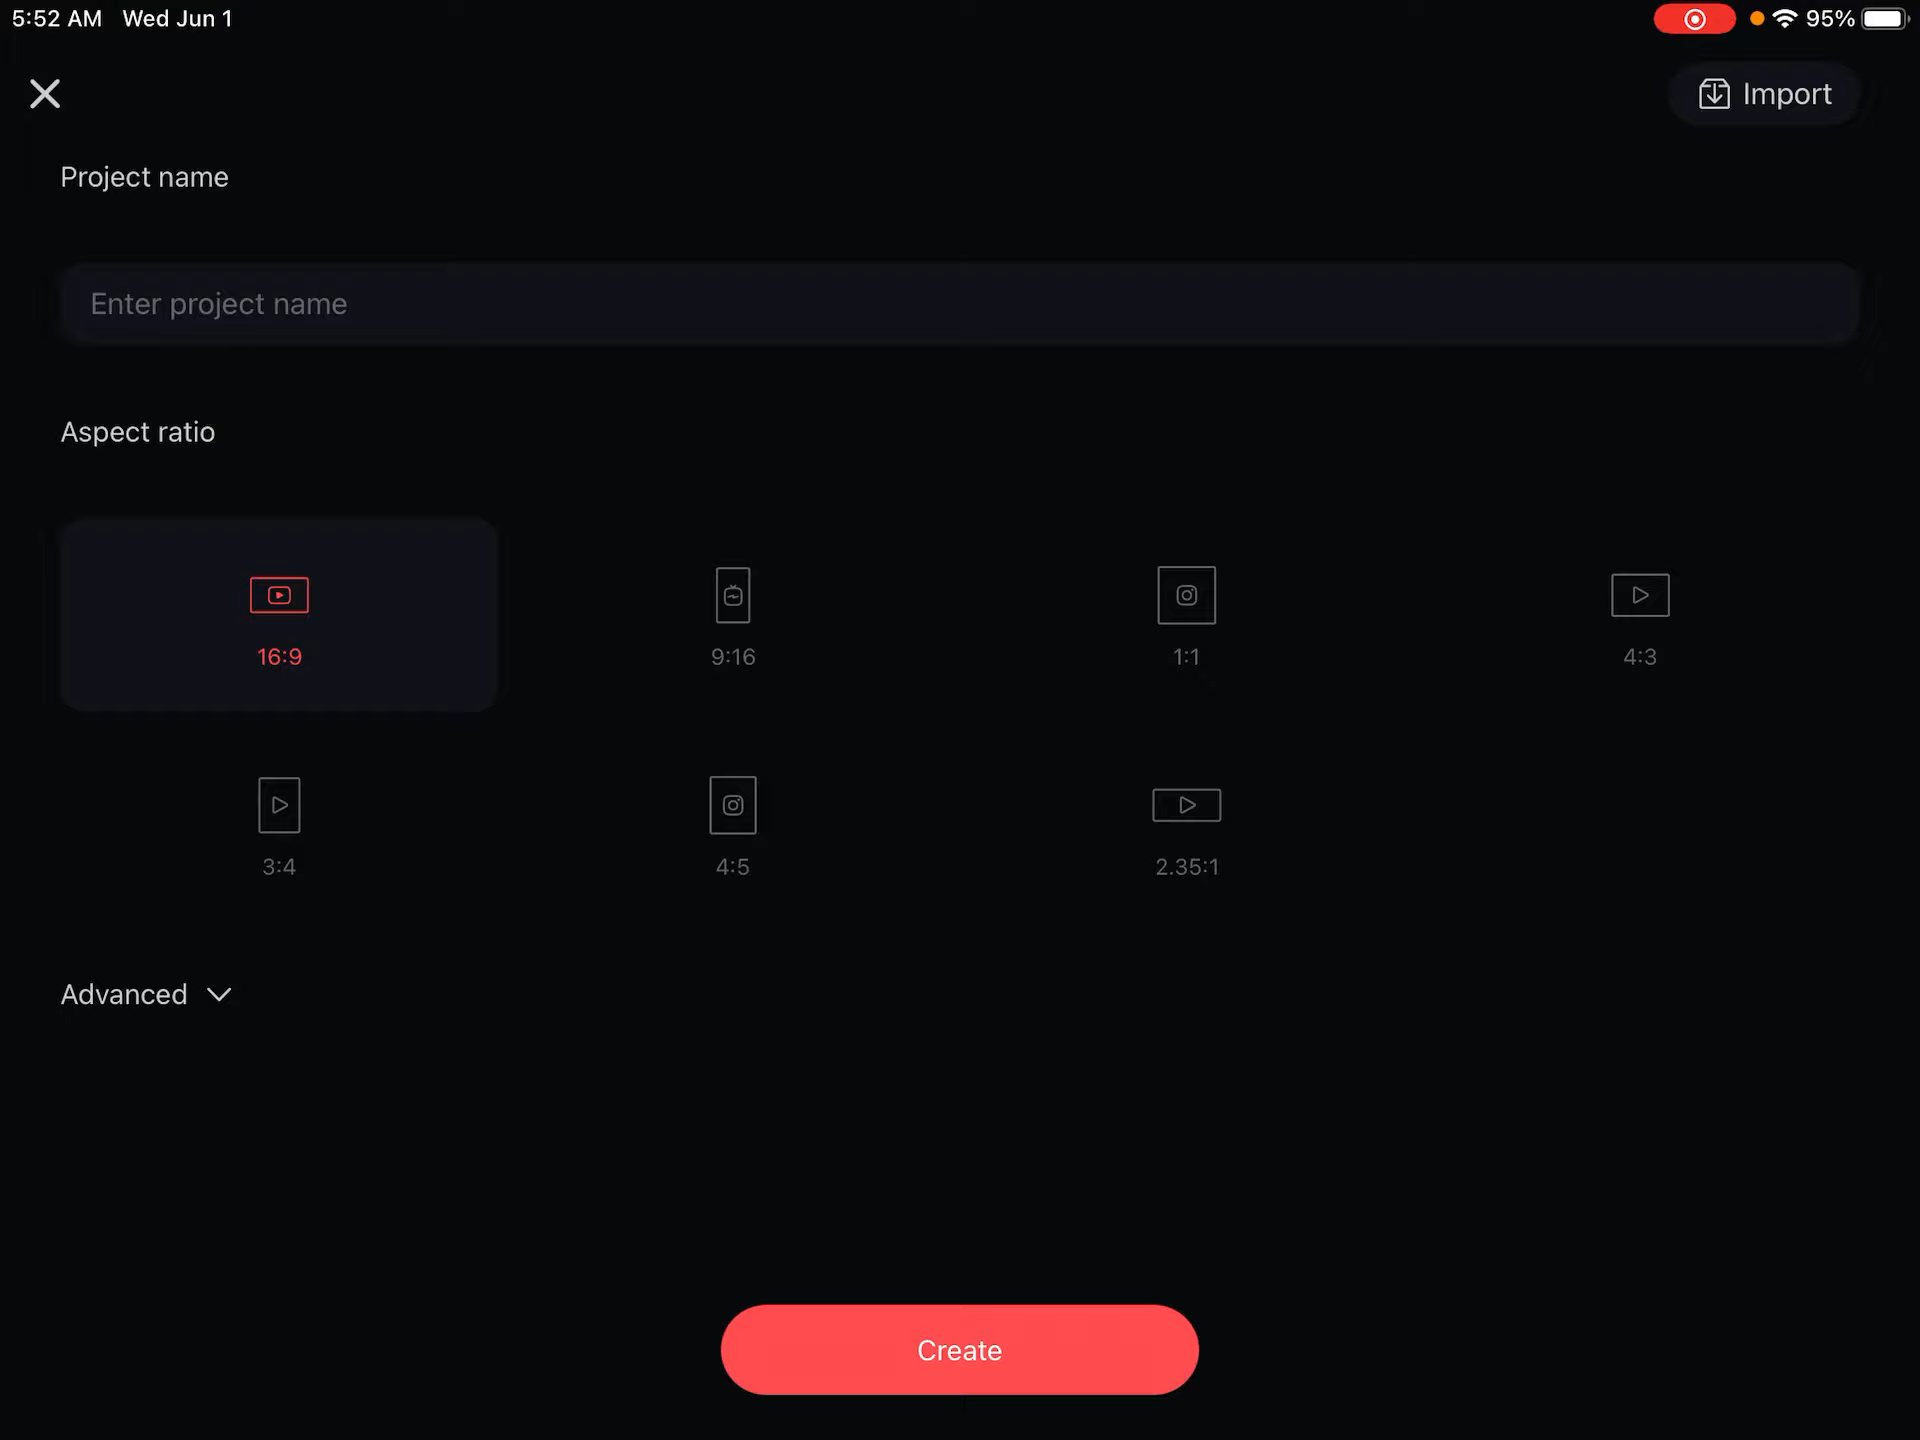 5:52 AM Wed Jun 1
95%
Import
Project name
Enter project name
Aspect ratio
16:9
9:16
1:1
4:3
3:4
4:5
2.35:1
Advanced
Create